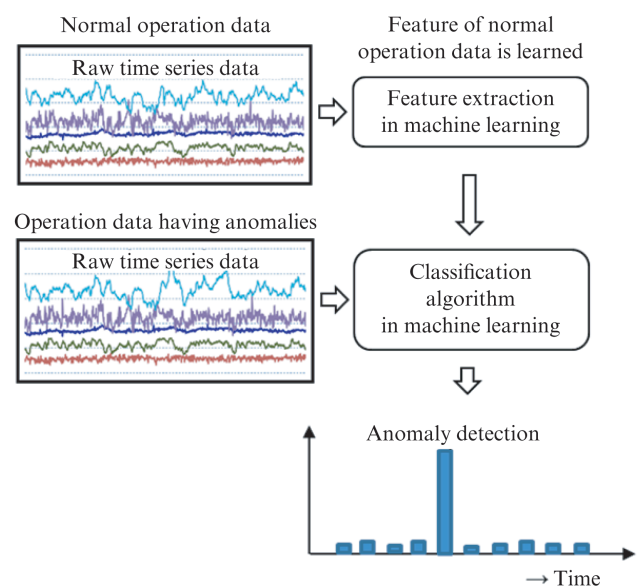 Normal operation data
Raw time series data
Feature of normal
operation data is learned
Feature extraction
in machine learning
Operation data having anomalies
Raw time series data
Classification
algorithm
in machine learning
Anomaly detection
→ Time